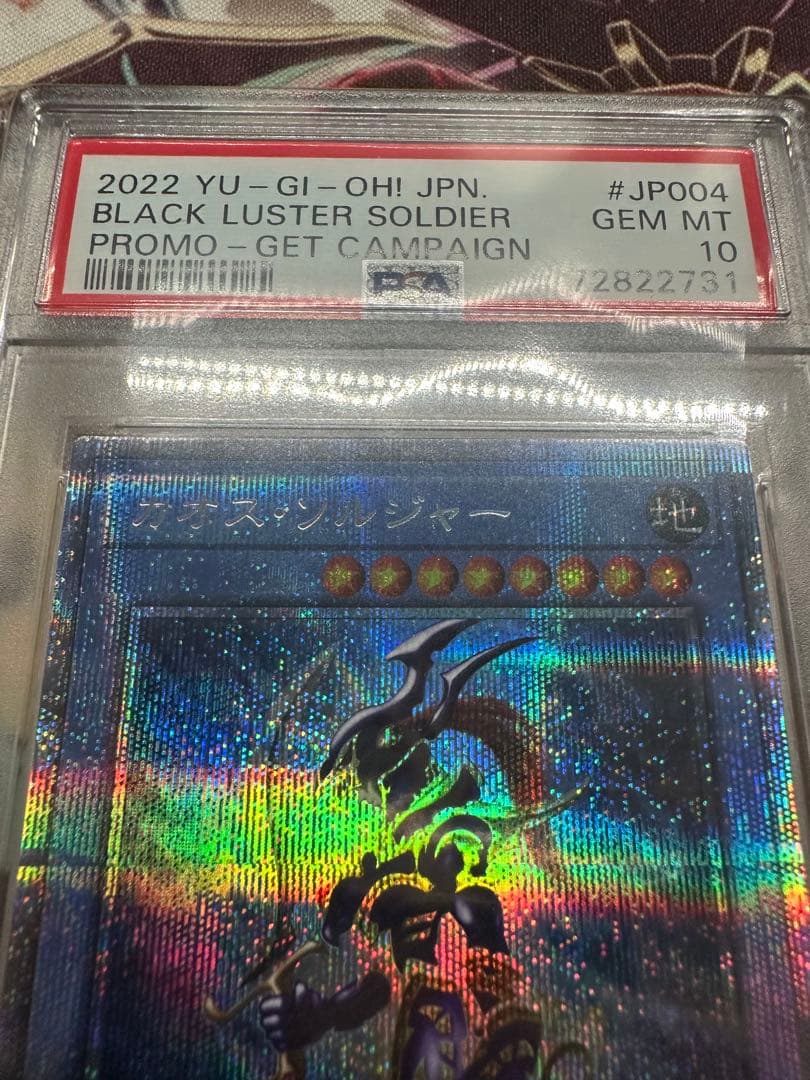 2022 YU-GI-OH! JPN. #JP004
BLACK LUSTER SOLDIER GEM MT
PROMO-GET CAMPAIGN 10
PSA 72822731
カオス・ソルジャー 地